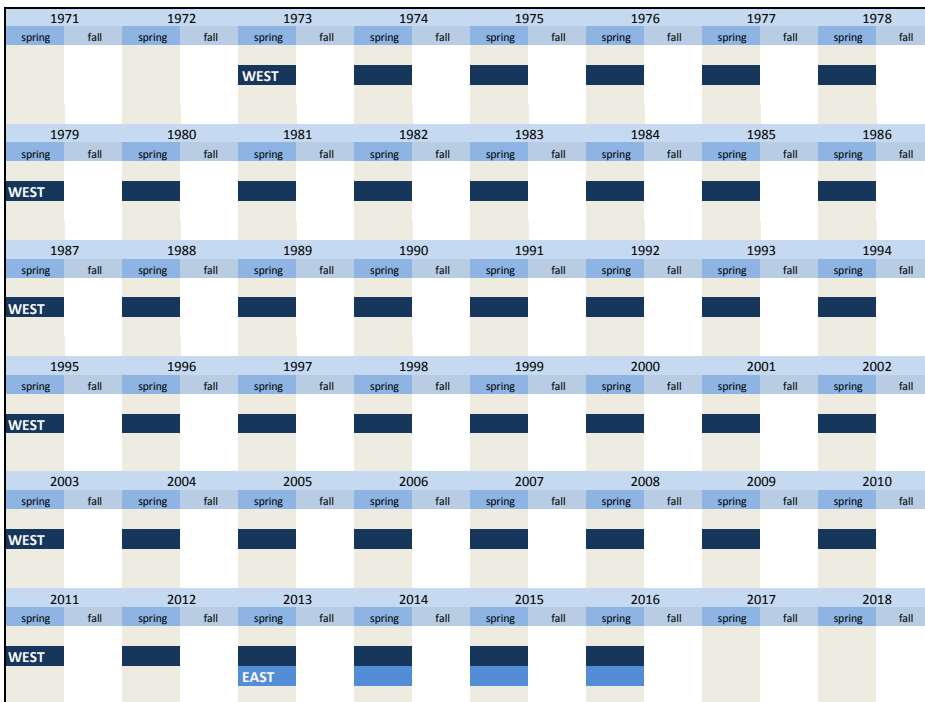 1971 1972 1973 1974 1975 1976 1977 1978
spring fall spring fall spring fall spring fall spring fall spring fall spring fall spring fall
WEST
1979 1980 1981 1982 1983 1984 1985 1986
spring fall spring fall spring fall spring fall spring fall spring fall spring fall spring fall
WEST
1987 1988 1989 1990 1991 1992 1993 1994
spring fall spring fall spring fall spring fall spring fall spring fall spring fall spring fall
WEST
1995 1996 1997 1998 1999 2000 2001 2002
spring fall spring fall spring fall spring fall spring fall spring fall spring fall spring fall
WEST
2003 2004 2005 2006 2007 2008 2009 2010
spring fall spring fall spring fall spring fall spring fall spring fall spring fall spring fall
WEST
2011 2012 2013 2014 2015 2016 2017 2018
spring fall spring fall spring fall spring fall spring fall spring fall spring fall spring fall
WEST
EAST